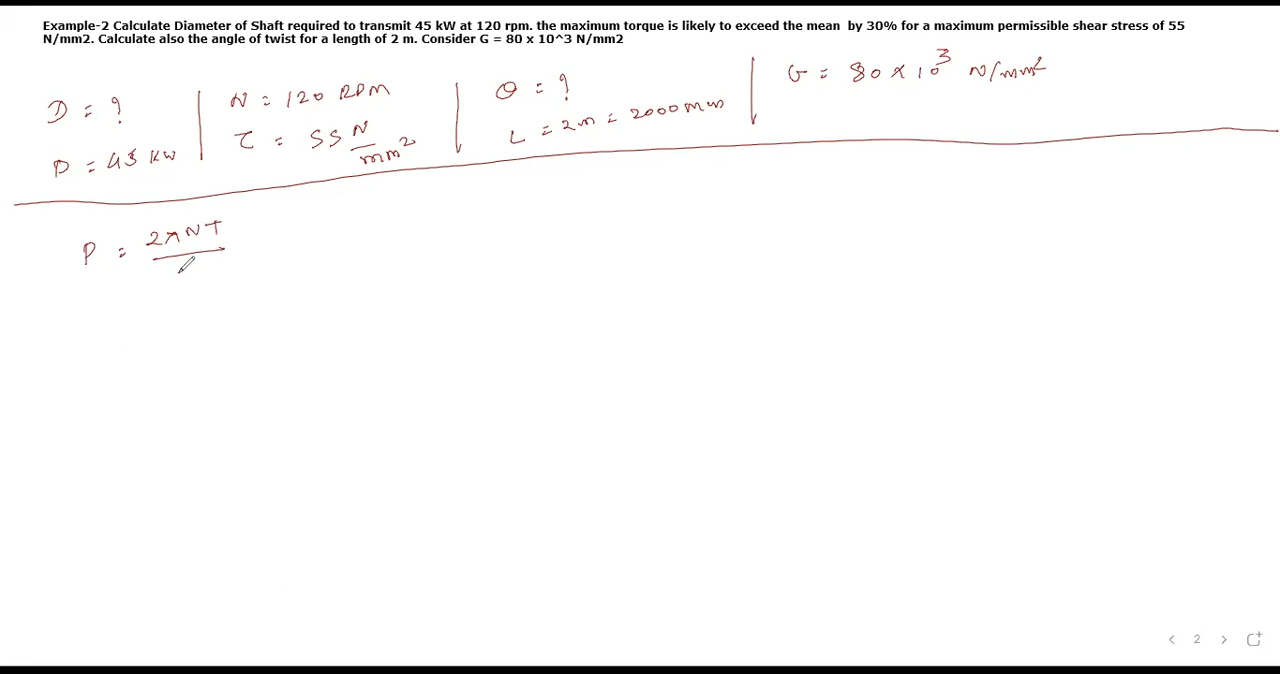 Example-2 Calculate Diameter of Shaft required to transmit 45 kW at 120 rpm. the maximum torque is likely to exceed the mean by 30% for a maximum permissible shear stress of 55
N/mm2. Calculate also the angle of twist for a length of 2 m. Consider G = 80 x 10^3 N/mm2
D = ?
P = 45 KW
N = 120 RPM
τ = 55 N/mm²
θ = ?
L = 2m = 2000mm
G = 80 × 10³ N/mm²
P = 2πNT
2